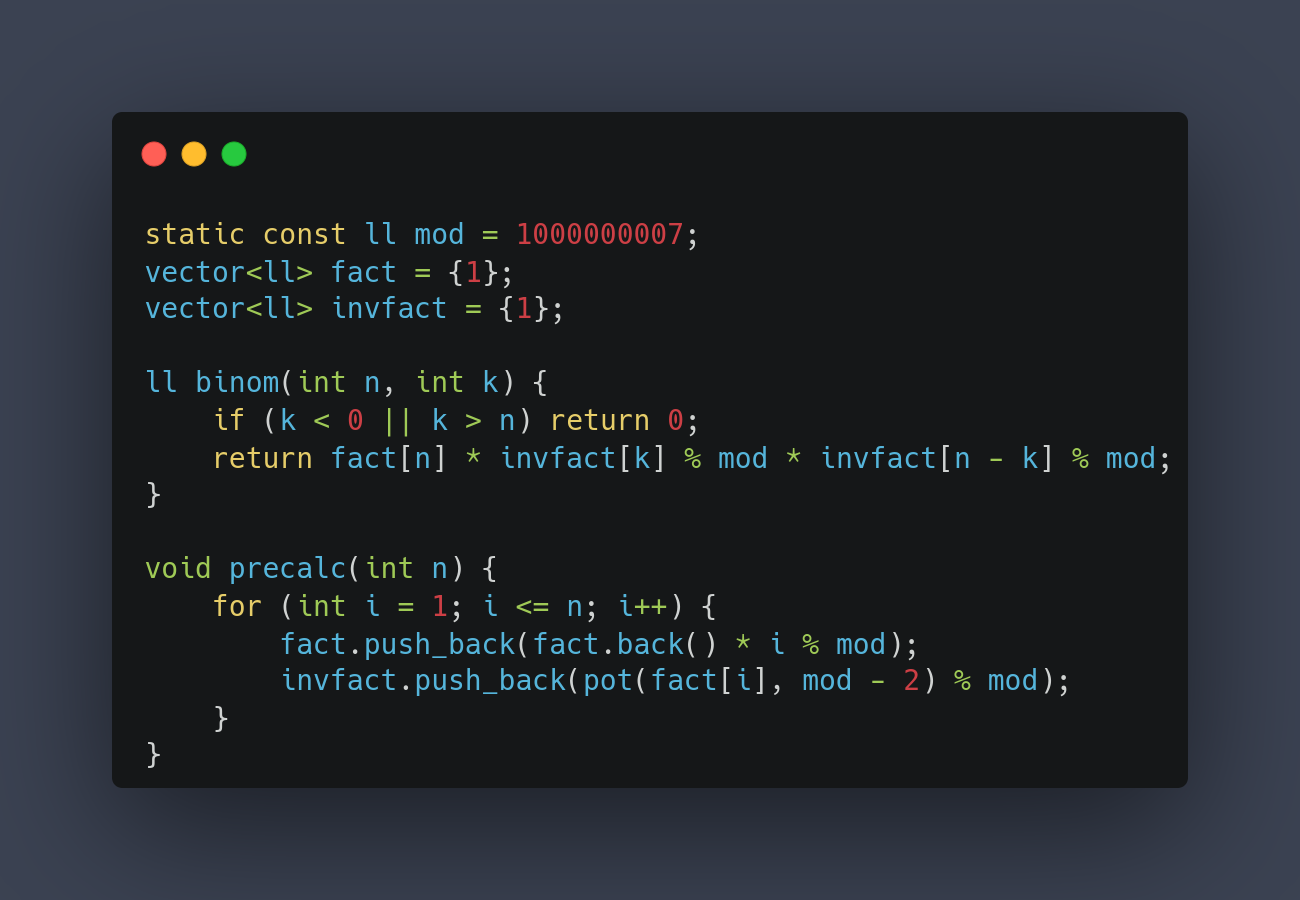 static const ll mod = 1000000007;
vector<ll> fact = {1};
vector<ll> invfact = {1};

ll binom(int n, int k) {
    if (k < 0 || k > n) return 0;
    return fact[n] * invfact[k] % mod * invfact[n - k] % mod;
}

void precalc(int n) {
    for (int i = 1; i <= n; i++) {
        fact.push_back(fact.back() * i % mod);
        invfact.push_back(pot(fact[i], mod - 2) % mod);
    }
}